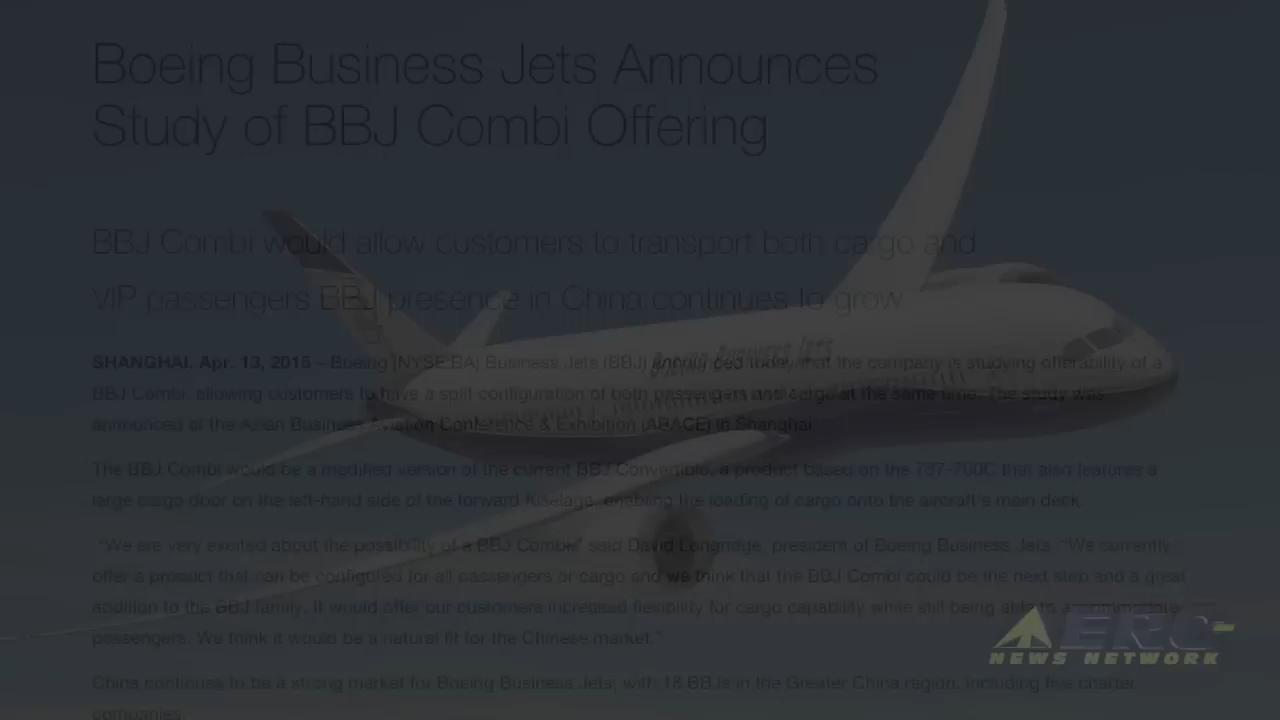 Boeing Business Jets Announces
Study of BBJ Combi Offering
BBJ Combi would allow customers to transport both cargo and
VIP passengers BBJ presence in China continues to grow
SHANGHAI, Apr. 13, 2016 – Boeing [NYSE:BA] Business Jets (BBJ) announced today that the company is studying offerability of a
BBJ Combi, allowing customers to have a split configuration of both passengers and cargo at the same time. The study was
announced at the Asian Business Aviation Conference & Exhibition (ABACE) in Shanghai.
The BBJ Combi would be a modified version of the current BBJ Convertible, a product based on the 737-700C that also features a
large cargo door on the left-hand side of the forward fuselage, enabling the loading of cargo onto the aircraft's main deck.
"We are very excited about the possibility of a BBJ Combi," said David Longridge, president of Boeing Business Jets. "We currently
offer a product that can be configured for all passengers or cargo and we think that the BBJ Combi could be the next step and a great
addition to the BBJ family. It would offer our customers increased flexibility for cargo capability while still being able to accommodate
passengers. We think it would be a natural fit for the Chinese market."
China continues to be a strong market for Boeing Business Jets, with 18 BBJs in the Greater China region, including five charter
companies.
BOEING BUSINESS JETS
NEWS NETWORK